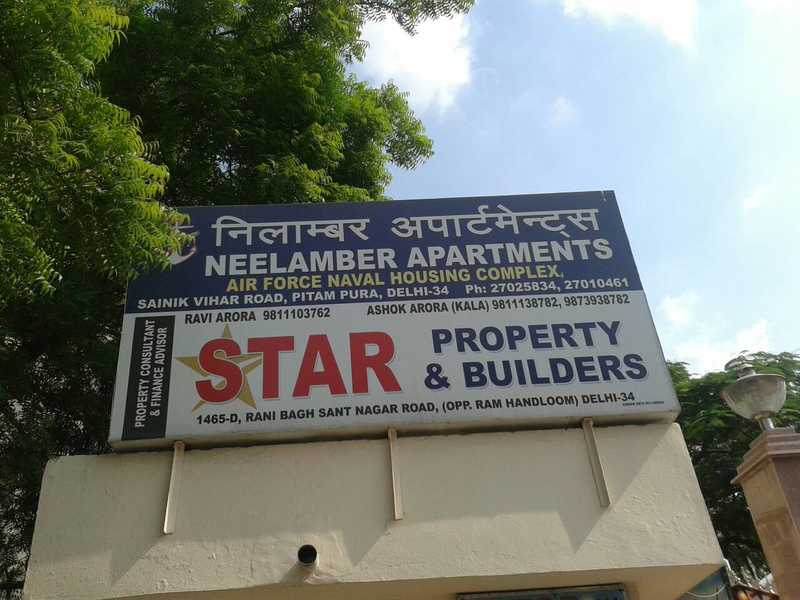 निलाम्बर अपार्टमेन्ट्स
NEELAMBER APARTMENTS
AIR FORCE NAVAL HOUSING COMPLEX,
SAINIK VIHAR ROAD, PITAM PURA, DELHI-34 Ph: 27025834, 27010461
RAVI ARORA 9811103762 ASHOK ARORA (KALA) 9811138782, 9873938782
PROPERTY CONSULTANT
& FINANCE ADVISOR
STAR
PROPERTY
& BUILDERS
1465-D, RANI BAGH SANT NAGAR ROAD, (OPP. RAM HANDLOOM) DELHI-34